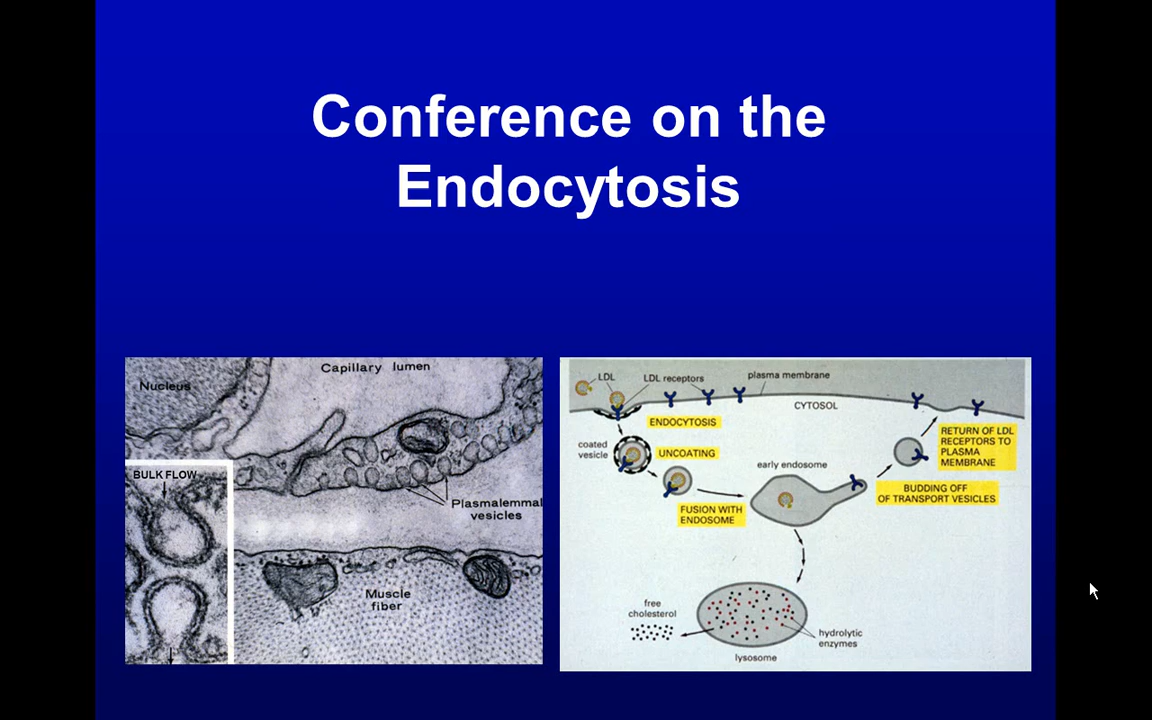 Conference on the
Endocytosis
Capillary lumen
Nucleus
BULK FLOW
Plasmalemmal
vesicles
Muscle
fiber
LDL
LDL receptors
plasma membrane
CYTOSOL
ENDOCYTOSIS
coated
vesicle
UNCOATING
FUSION WITH
ENDOSOME
early endosome
RETURN OF LDL
RECEPTORS TO
PLASMA
MEMBRANE
BUDDING OFF
OF TRANSPORT VESICLES
free
cholesterol
hydrolytic
enzymes
lysosome